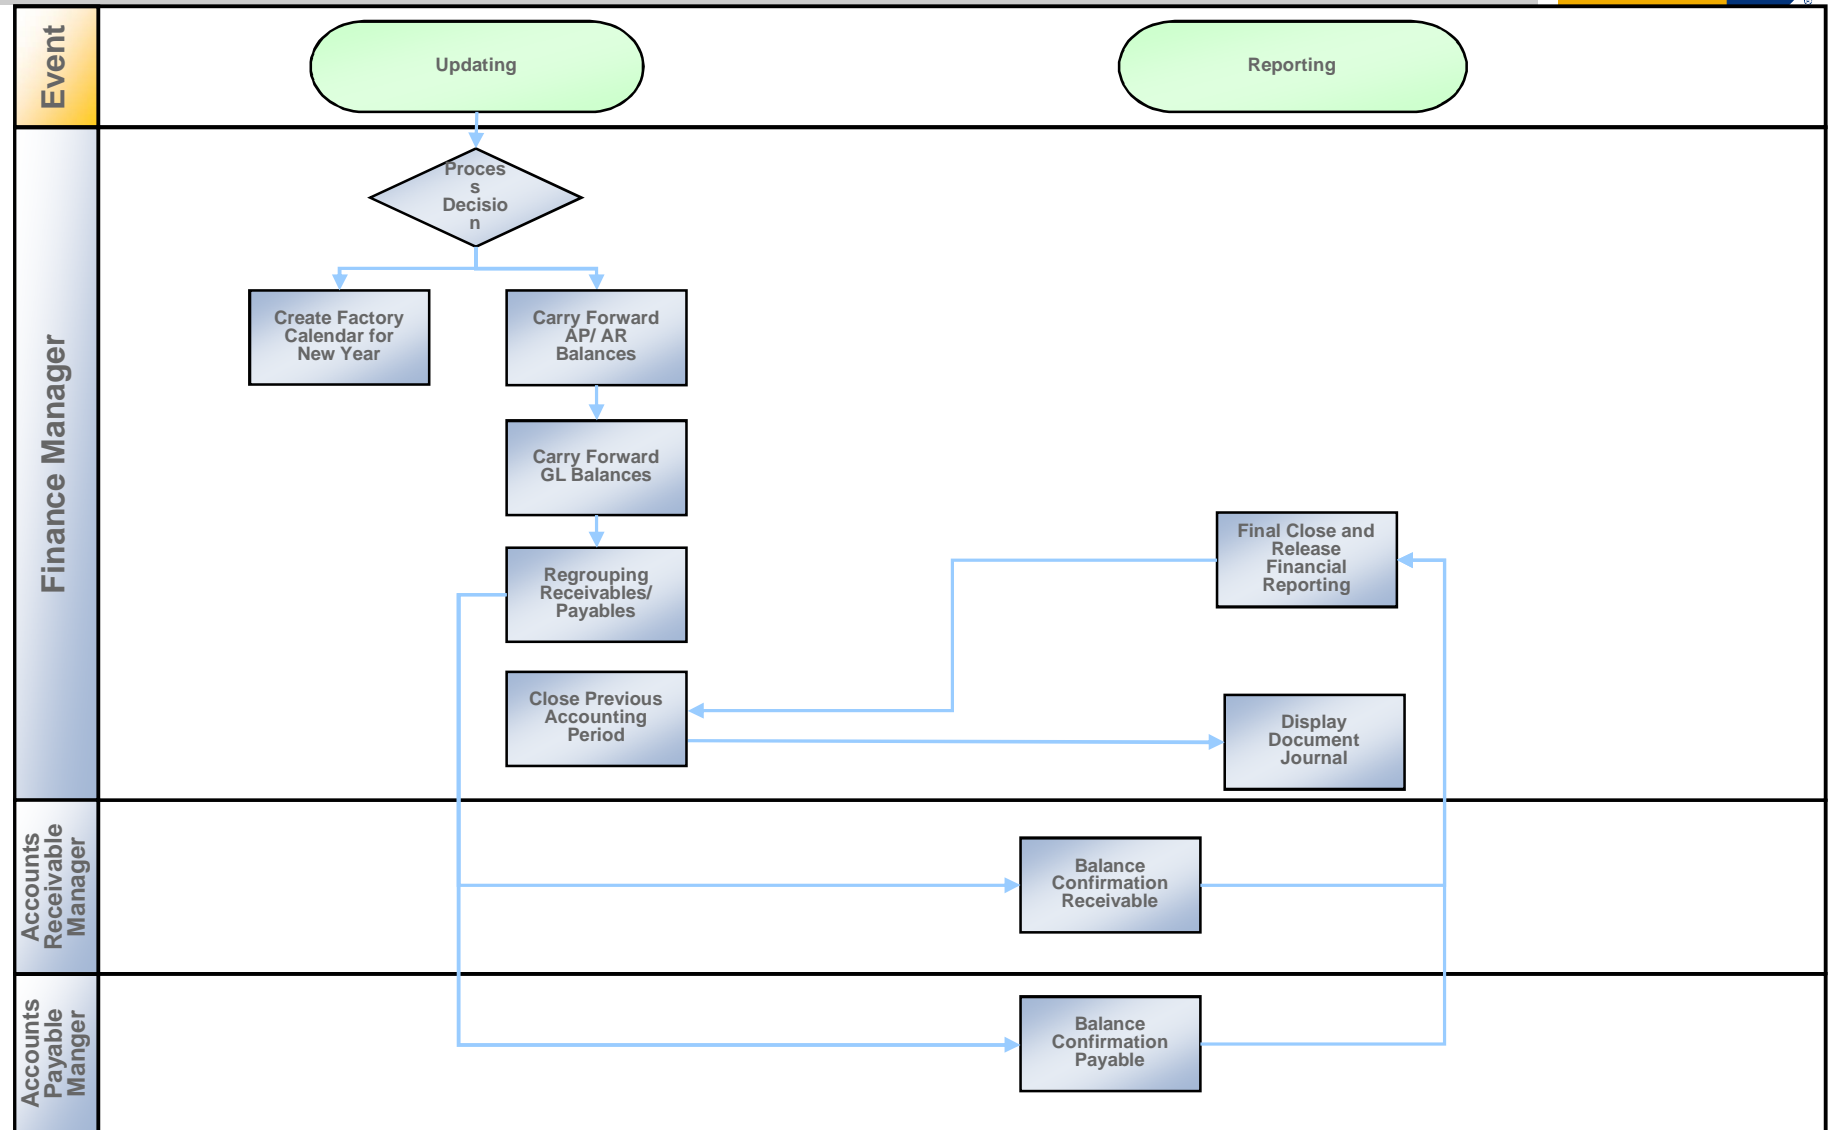 Event
Updating
Reporting
Finance Manager
Proces
s
Decisio
n
Create Factory
Calendar for
New Year
Carry Forward
AP/ AR
Balances
Carry Forward
GL Balances
Regrouping
Receivables/
Payables
Final Close and
Release
Financial
Reporting
Close Previous
Accounting
Period
Display
Document
Journal
Accounts
Receivable
Manager
Balance
Confirmation
Receivable
Accounts
Payable
Manger
Balance
Confirmation
Payable